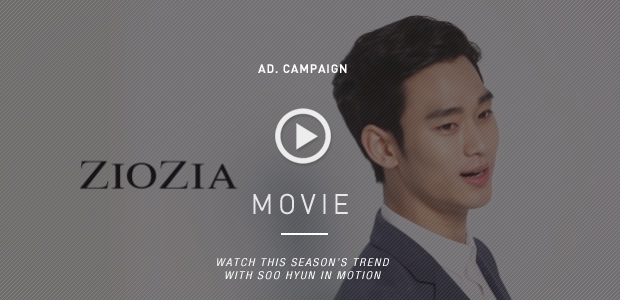 AD. CAMPAIGN
ZIOZIA
MOVIE
WATCH THIS SEASON'S TREND
WITH SOO HYUN IN MOTION